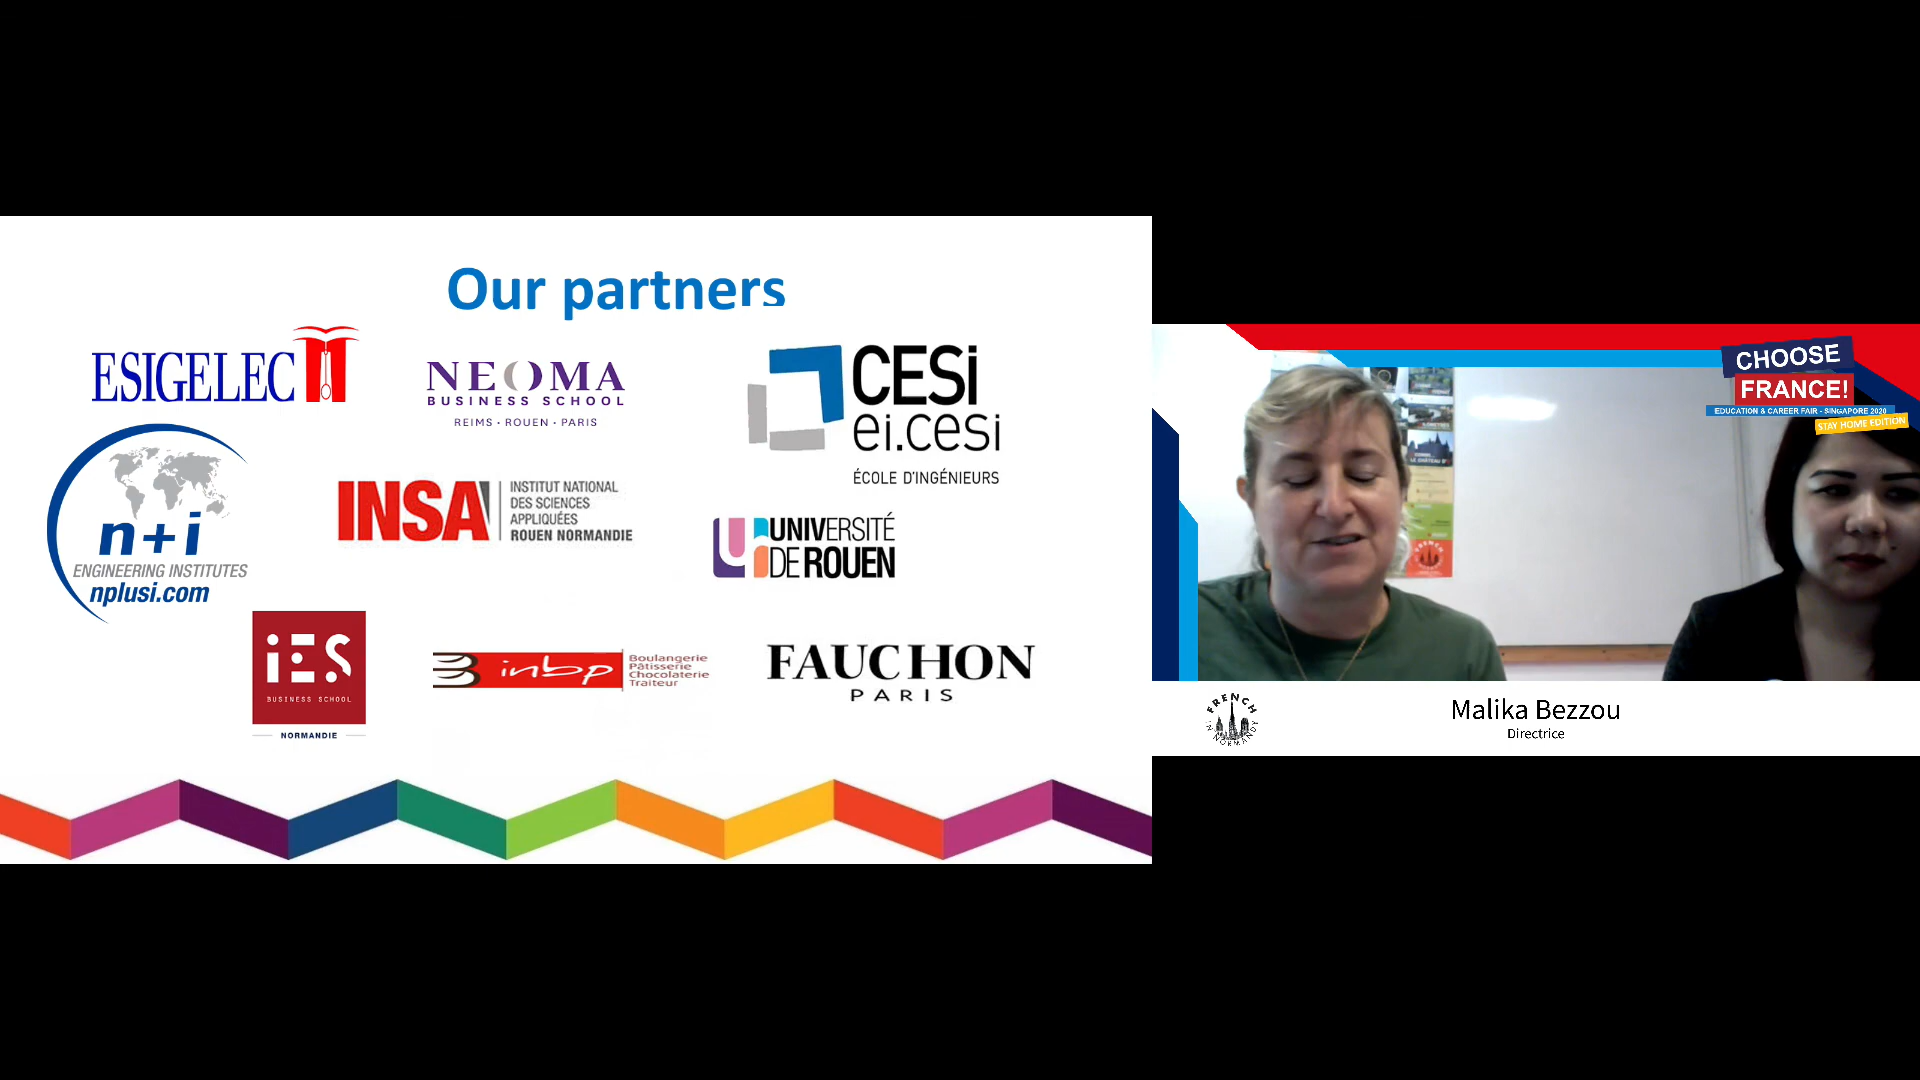 Our partners
ESIGELEC
NEOMA
BUSINESS SCHOOL
REIMS • ROUEN • PARIS
CESi
ei.cesi
ÉCOLE D'INGÉNIEURS
n+i
ENGINEERING INSTITUTES
nplusi.com
INSA
INSTITUT NATIONAL
DES SCIENCES
APPLIQUÉES
ROUEN NORMANDIE
UNIVERSITÉ
DE ROUEN
iES
BUSINESS SCHOOL
NORMANDIE
inbp
Boulangerie
Pâtisserie
Chocolaterie
Traiteur
FAUCHON
PARIS
CHOOSE
FRANCE!
EDUCATION & CAREER FAIR - SINGAPORE 2020
STAY HOME EDITION
FRENCH
IN NORMANDY
Malika Bezzou
Directrice